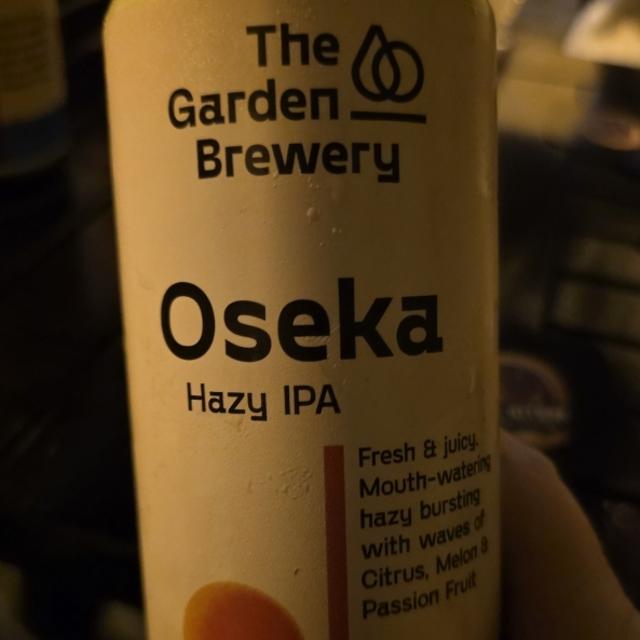 The
Garden
Brewery
Oseka
Hazy IPA
Fresh & juicy.
Mouth-watering
hazy bursting
with waves of
Citrus, Melon &
Passion Fruit